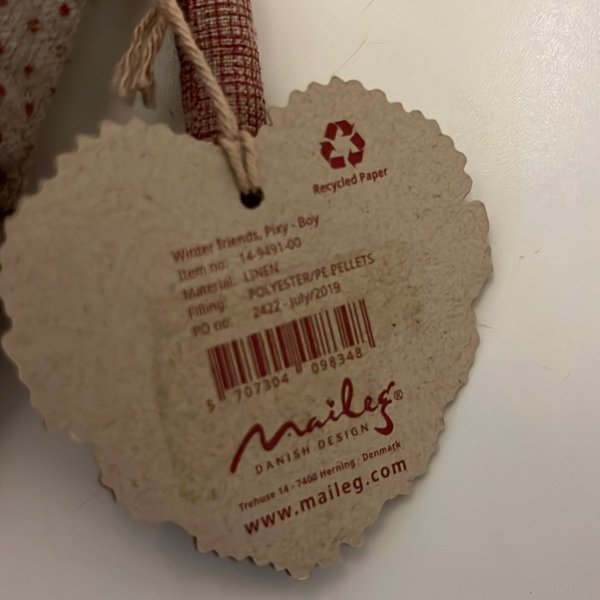 Recycled Paper
Winter friends, Pixy - Boy
Item no: 14-9491-00
Material: LINEN
Filling: POLYESTER/PE PELLETS
PO no: 2422 - July/2019
5 707304 098348
Maileg®
DANISH DESIGN
Trehuse 14 - 7400 Herning - Denmark
www.maileg.com